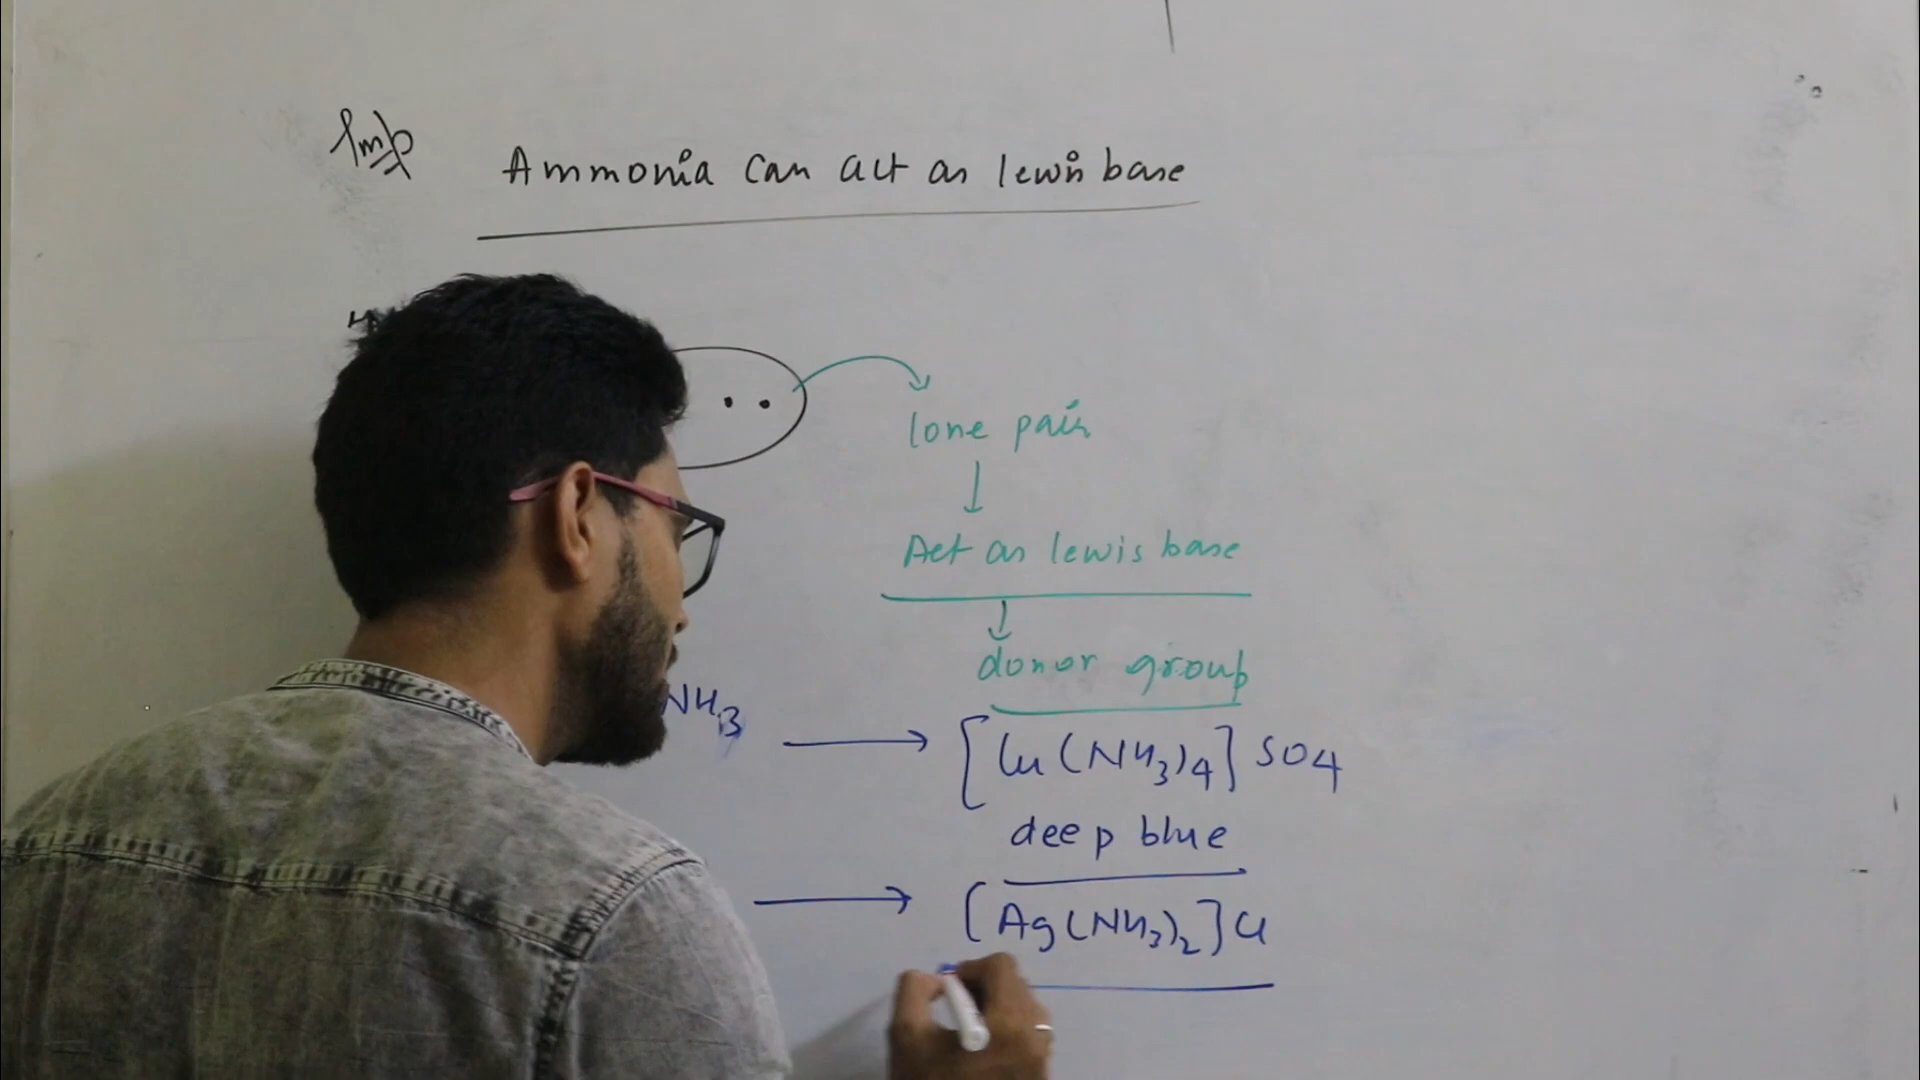 Imp
Ammonia can act as lewis base
lone pair
Act as lewis base
donor group
NH3 → [Cu(NH3)4] SO4
deep blue
→ [Ag(NH3)2]Cl